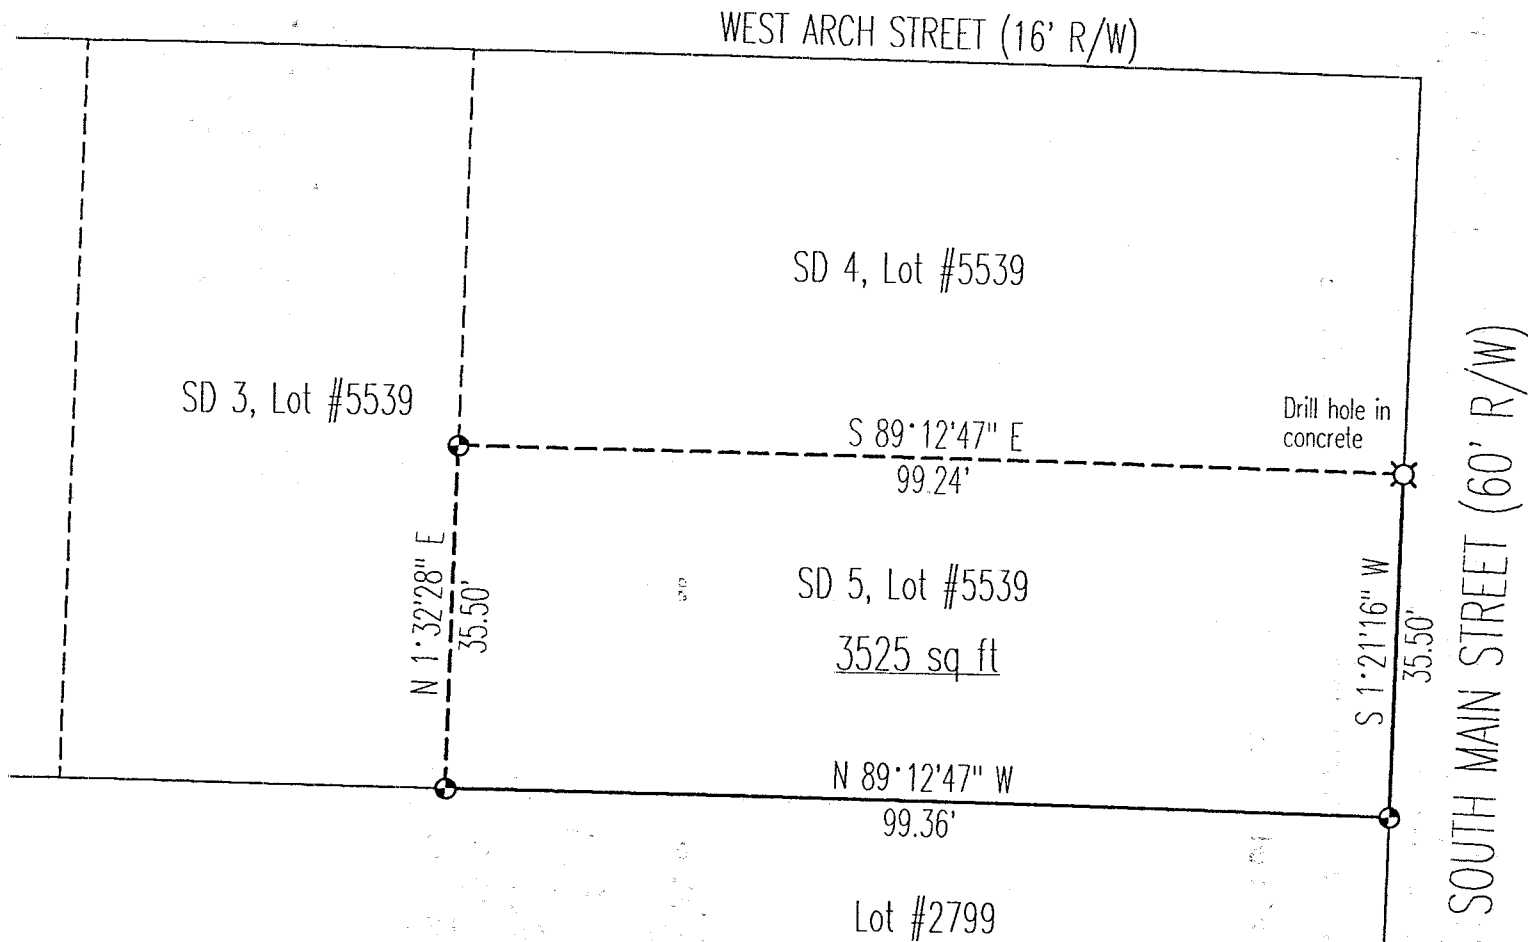 WEST ARCH STREET (16' R/W)
SD 4, Lot #5539
SD 3, Lot #5539
Drill hole in
concrete
S 89°12'47" E
99.24'
SOUTH MAIN STREET (60' R/W)
N 1°32'28" E
35.50'
SD 5, Lot #5539
3525 sq ft
S 1°21'16" W
35.50'
N 89°12'47" W
99.36'
Lot #2799